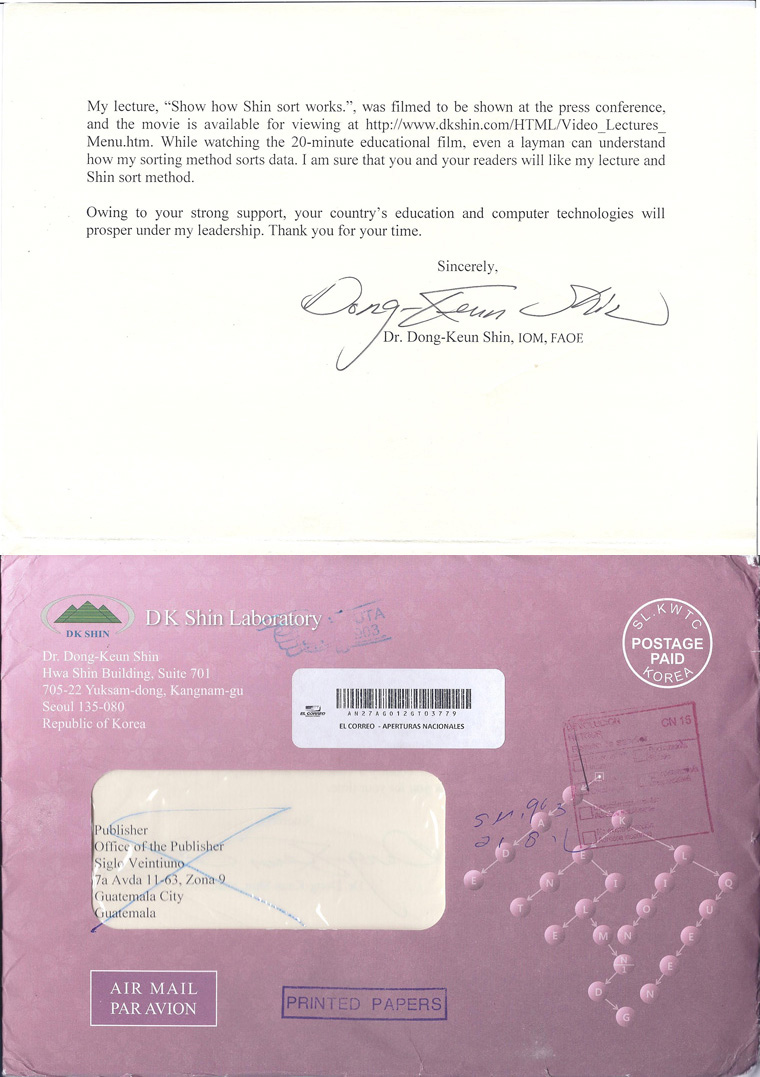 My lecture, “Show how Shin sort works.”, was filmed to be shown at the press conference,
and the movie is available for viewing at http://www.dkshin.com/HTML/Video_Lectures_
Menu.htm. While watching the 20-minute educational film, even a layman can understand
how my sorting method sorts data. I am sure that you and your readers will like my lecture and
Shin sort method.
Owing to your strong support, your country’s education and computer technologies will
prosper under my leadership. Thank you for your time.
Sincerely,
Dong-Keun Shin
Dr. Dong-Keun Shin, IOM, FAOE
DK SHIN
DK Shin Laboratory
Dr. Dong-Keun Shin
Hwa Shin Building, Suite 701
705-22 Yuksam-dong, Kangnam-gu
Seoul 135-080
Republic of Korea
SL.KWTC
POSTAGE
PAID
KOREA
EL CORREO
AN27AG012GT03779
EL CORREO - APERTURAS NACIONALES
CN 15
Publisher
Office of the Publisher
Siglo Veintiuno
7a Avda 11-63, Zona 9
Guatemala City
Guatemala
A K
D E L
E N I I Q
T L O U
E M N E
I E
D N
G
AIR MAIL
PAR AVION
PRINTED PAPERS